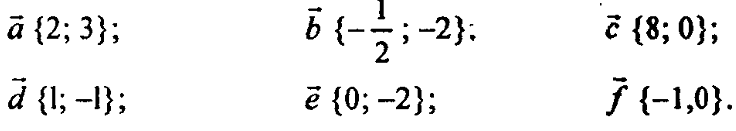 a⃗ {2; 3}; b⃗ {−1/2; −2}; c⃗ {8; 0};
d⃗ {1; −1}; e⃗ {0; −2}; f⃗ {−1,0}.